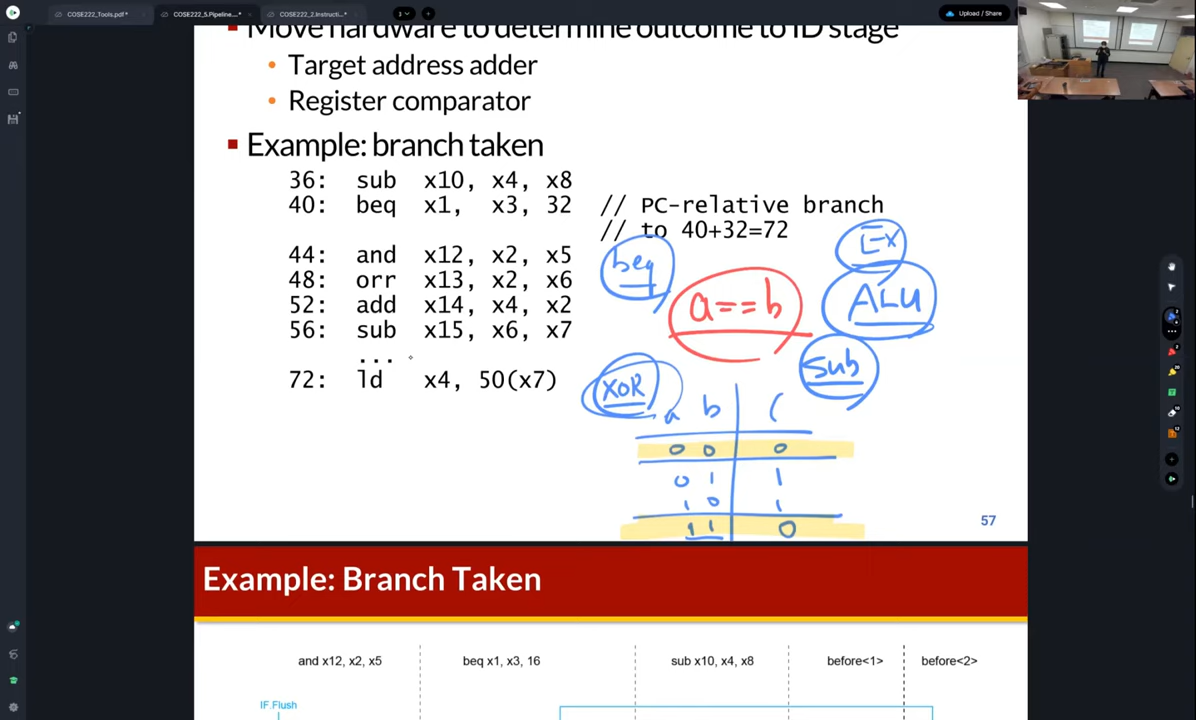 COSE222_Tools.pdf*
COSE222_5.Pipeline....*
COSE222_2.Instructi...*
3
Upload / Share
Move hardware to determine outcome to ID stage
• Target address adder
• Register comparator
Example: branch taken
36: sub x10, x4, x8
40: beq x1, x3, 32 // PC-relative branch
// to 40+32=72
44: and x12, x2, x5
48: orr x13, x2, x6
52: add x14, x4, x2
56: sub x15, x6, x7
...
72: ld x4, 50(x7)
beq
a==b
EX
ALU
sub
XOR
a b
0 0 0
0 1 1
1 0 1
1 1 0
57
Example: Branch Taken
and x12, x2, x5
beq x1, x3, 16
sub x10, x4, x8
before<1>
before<2>
IF.Flush